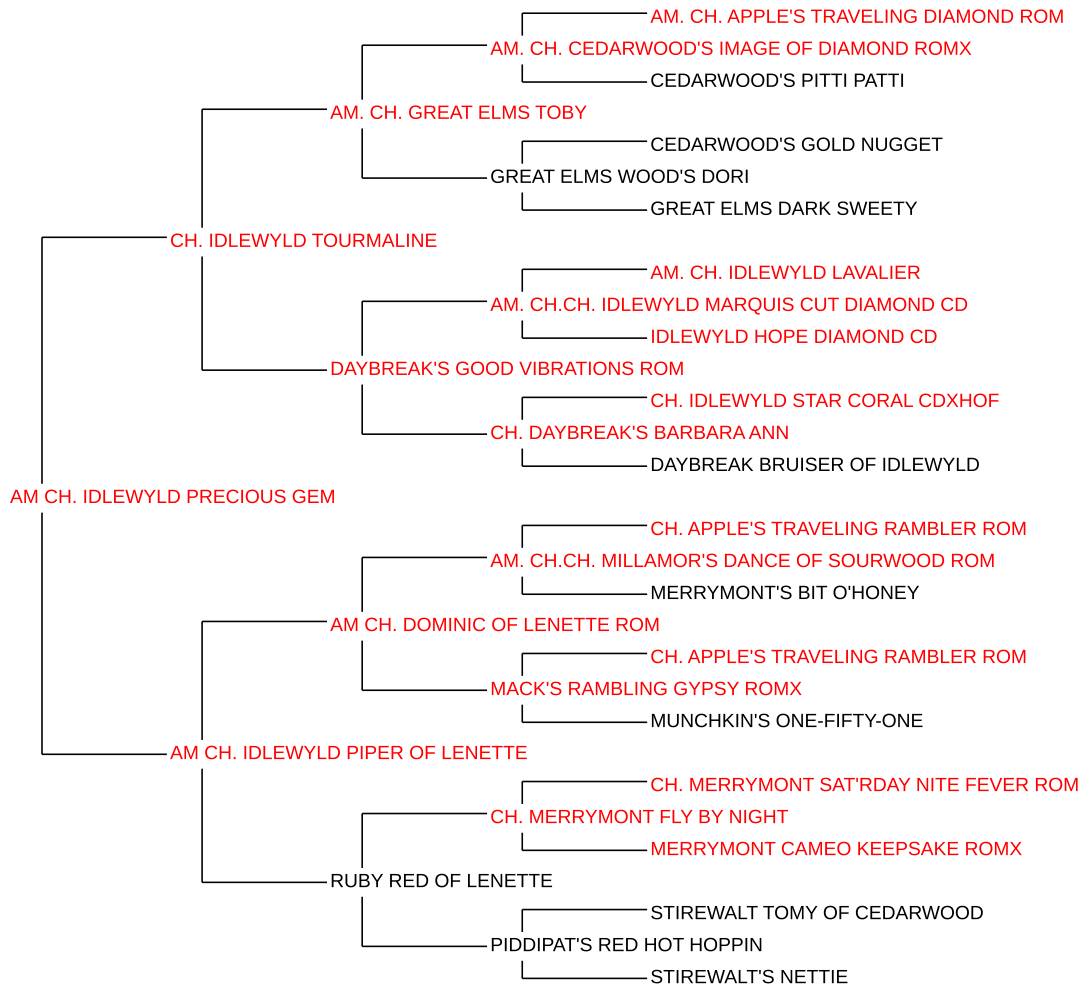 AM. CH. APPLE'S TRAVELING DIAMOND ROM
AM. CH. CEDARWOOD'S IMAGE OF DIAMOND ROMX
CEDARWOOD'S PITTI PATTI
AM. CH. GREAT ELMS TOBY
CEDARWOOD'S GOLD NUGGET
GREAT ELMS WOOD'S DORI
GREAT ELMS DARK SWEETY
CH. IDLEWYLD TOURMALINE
AM. CH. IDLEWYLD LAVALIER
AM. CH.CH. IDLEWYLD MARQUIS CUT DIAMOND CD
IDLEWYLD HOPE DIAMOND CD
DAYBREAK'S GOOD VIBRATIONS ROM
CH. IDLEWYLD STAR CORAL CDXHOF
CH. DAYBREAK'S BARBARA ANN
DAYBREAK BRUISER OF IDLEWYLD
AM CH. IDLEWYLD PRECIOUS GEM
CH. APPLE'S TRAVELING RAMBLER ROM
AM. CH.CH. MILLAMOR'S DANCE OF SOURWOOD ROM
MERRYMONT'S BIT O'HONEY
AM CH. DOMINIC OF LENETTE ROM
CH. APPLE'S TRAVELING RAMBLER ROM
MACK'S RAMBLING GYPSY ROMX
MUNCHKIN'S ONE-FIFTY-ONE
AM CH. IDLEWYLD PIPER OF LENETTE
CH. MERRYMONT SAT'RDAY NITE FEVER ROM
CH. MERRYMONT FLY BY NIGHT
MERRYMONT CAMEO KEEPSAKE ROMX
RUBY RED OF LENETTE
STIREWALT TOMY OF CEDARWOOD
PIDDIPAT'S RED HOT HOPPIN
STIREWALT'S NETTIE